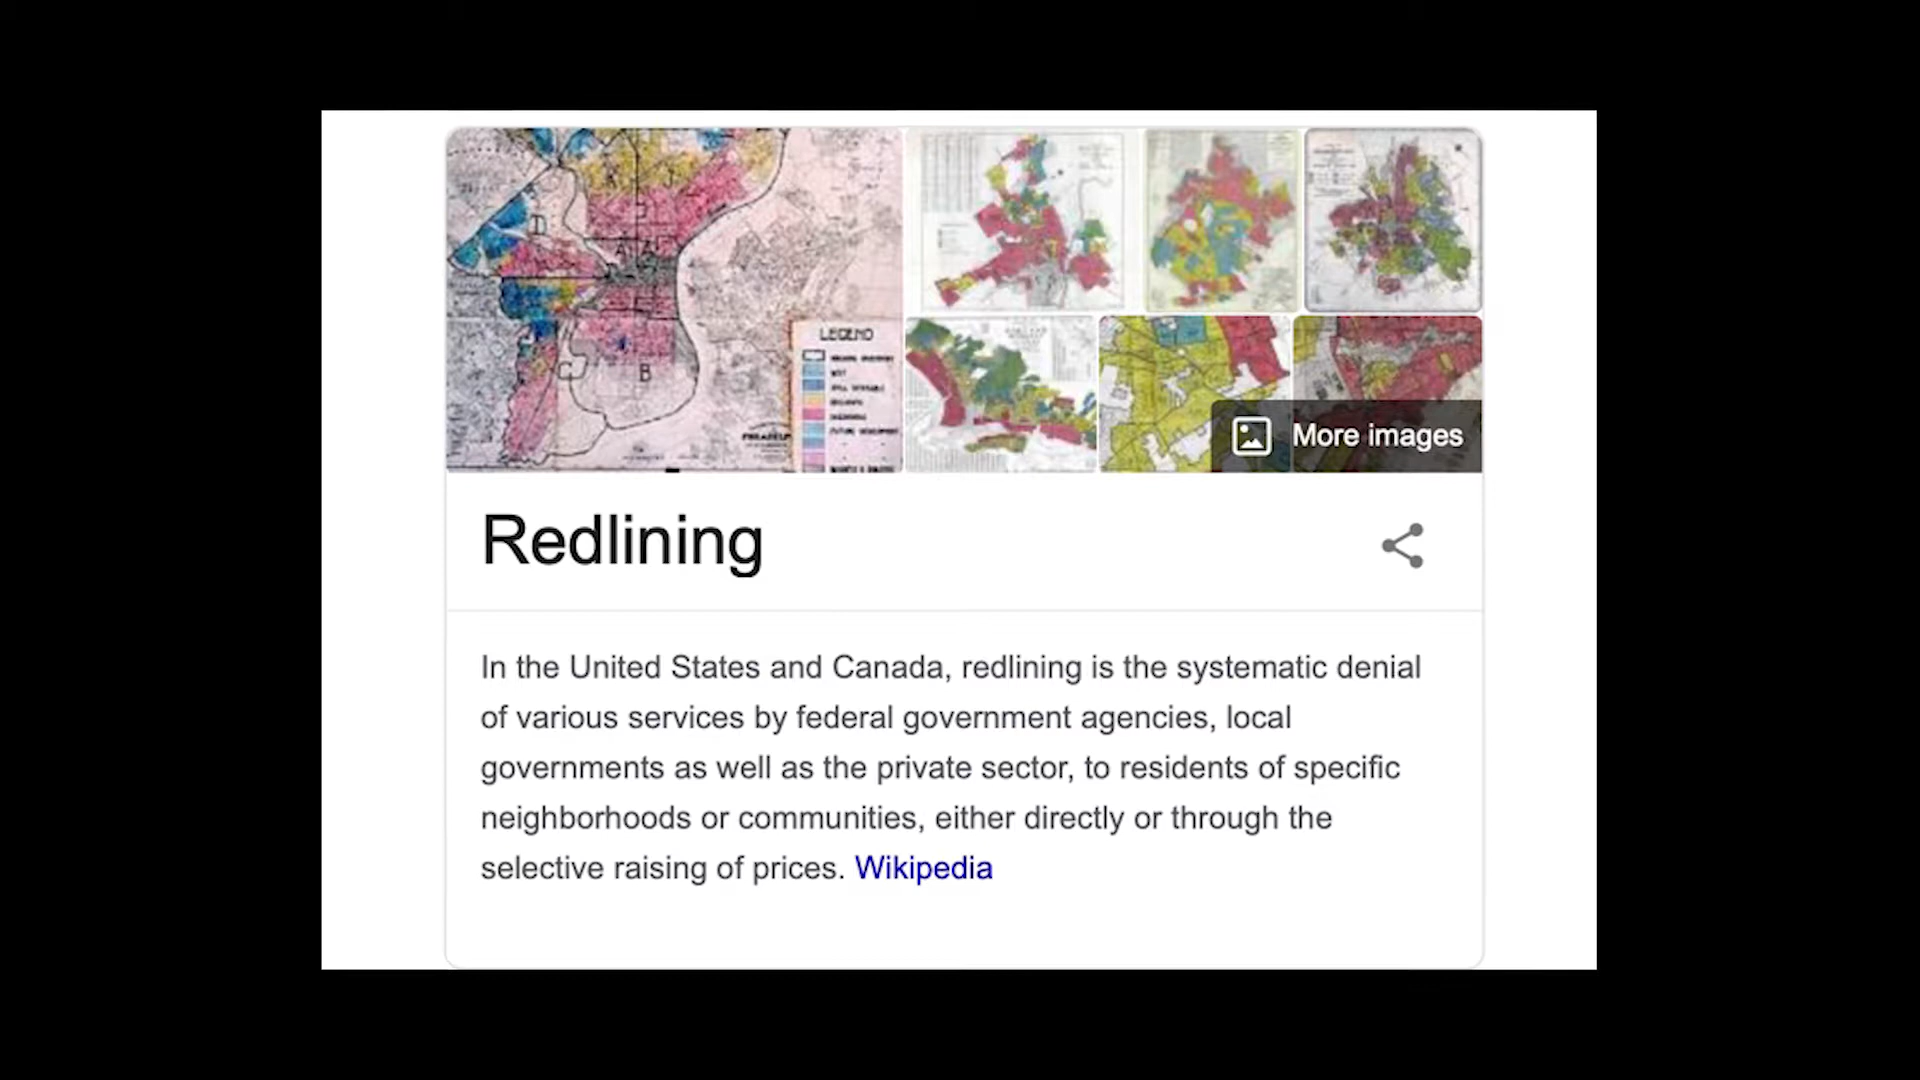 LEGEND
D
C
B
More images
Redlining
In the United States and Canada, redlining is the systematic denial
of various services by federal government agencies, local
governments as well as the private sector, to residents of specific
neighborhoods or communities, either directly or through the
selective raising of prices. Wikipedia